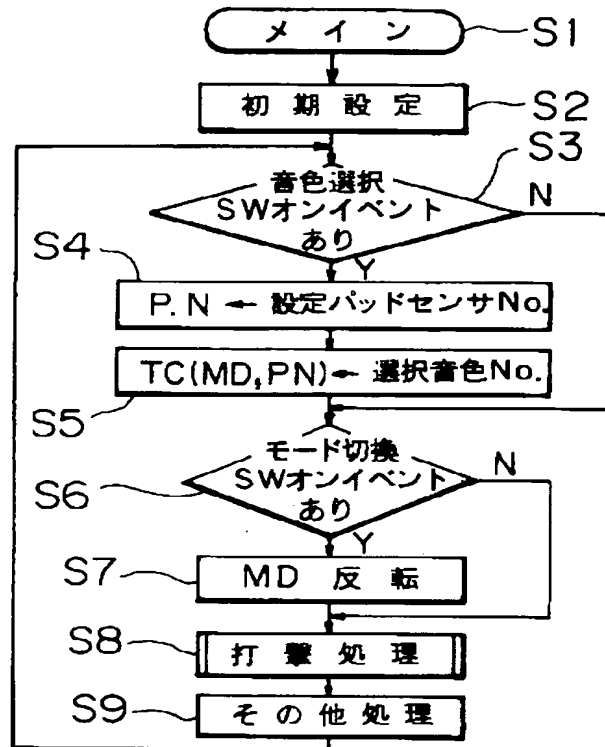 メイン
S1
初期設定
S2
音色選択
SWオンイベント
あり
S3
N
Y
S4
P.N ← 設定パッドセンサNo.
TC(MD,PN)← 選択音色No.
S5
モード切換
SWオンイベント
あり
S6
N
Y
S7
MD 反転
S8
打撃処理
S9
その他処理